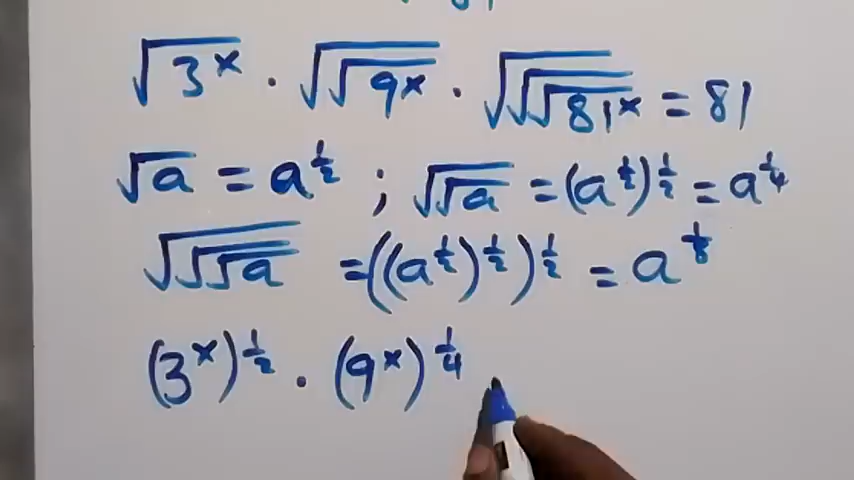 √3^x · √√9^x · √√√81^x = 81
√a = a^½ ; √√a = (a^½)^½ = a^¼
√√√a = ((a^½)^½)^½ = a^⅛
(3^x)^½ · (9^x)^¼